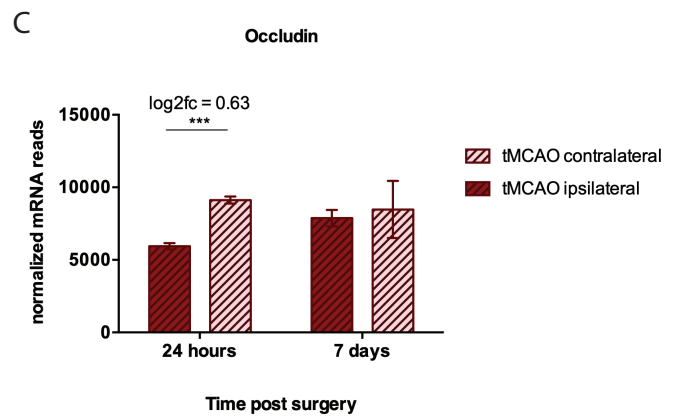 C
Occludin
log2fc = 0.63
***
15000
10000
5000
0
normalized mRNA reads
24 hours
7 days
Time post surgery
tMCAO contralateral
tMCAO ipsilateral